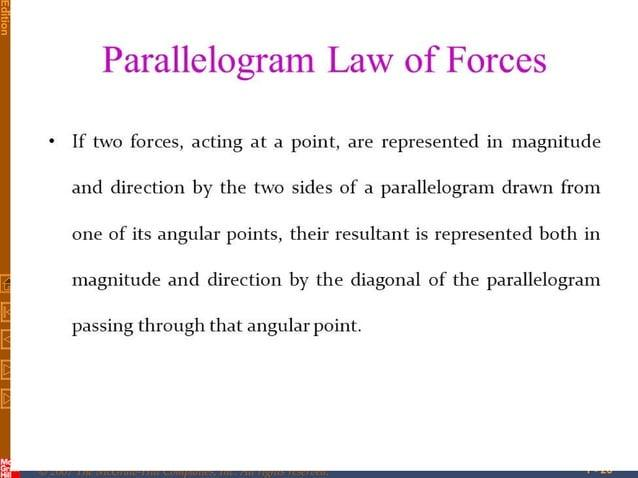 Edition
Parallelogram Law of Forces
• If two forces, acting at a point, are represented in magnitude
and direction by the two sides of a parallelogram drawn from
one of its angular points, their resultant is represented both in
magnitude and direction by the diagonal of the parallelogram
passing through that angular point.
Mc
Hill
© 2007 The McGraw-Hill Companies, Inc. All rights reserved.